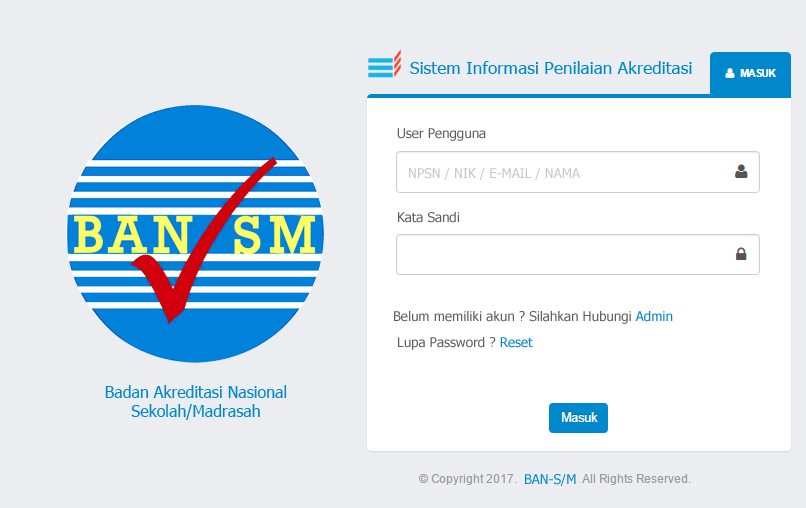 BAN SM
Badan Akreditasi Nasional
Sekolah/Madrasah
Sistem Informasi Penilaian Akreditasi
MASUK
User Pengguna
NPSN / NIK / E-MAIL / NAMA
Kata Sandi
Belum memiliki akun ? Silahkan Hubungi Admin
Lupa Password ? Reset
Masuk
© Copyright 2017. BAN-S/M All Rights Reserved.